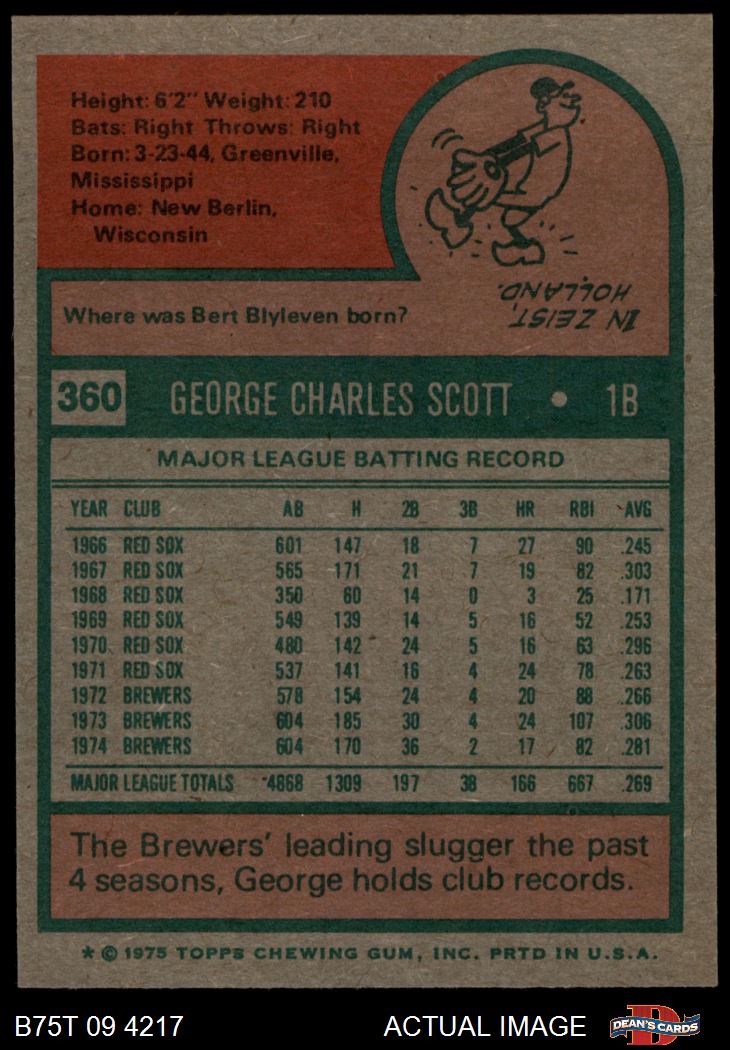 Height: 6'2" Weight: 210
Bats: Right Throws: Right
Born: 3-23-44, Greenville,
Mississippi
Home: New Berlin,
Wisconsin
Where was Bert Blyleven born?
IN ZEIST,
HOLLAND.
360 GEORGE CHARLES SCOTT • 1B
MAJOR LEAGUE BATTING RECORD
YEAR CLUB AB H 2B 3B HR RBI AVG
1966 RED SOX 601 147 18 7 27 90 .245
1967 RED SOX 565 171 21 7 19 82 .303
1968 RED SOX 350 60 14 0 3 25 .171
1969 RED SOX 549 139 14 5 16 52 .253
1970 RED SOX 480 142 24 5 16 63 .296
1971 RED SOX 537 141 16 4 24 78 .263
1972 BREWERS 578 154 24 4 20 88 .266
1973 BREWERS 604 185 30 4 24 107 .306
1974 BREWERS 604 170 36 2 17 82 .281
MAJOR LEAGUE TOTALS 4868 1309 197 38 166 667 .269
The Brewers' leading slugger the past
4 seasons, George holds club records.
* © 1975 TOPPS CHEWING GUM, INC. PRTD IN U.S.A.
B75T 09 4217 ACTUAL IMAGE DEAN'S CARDS